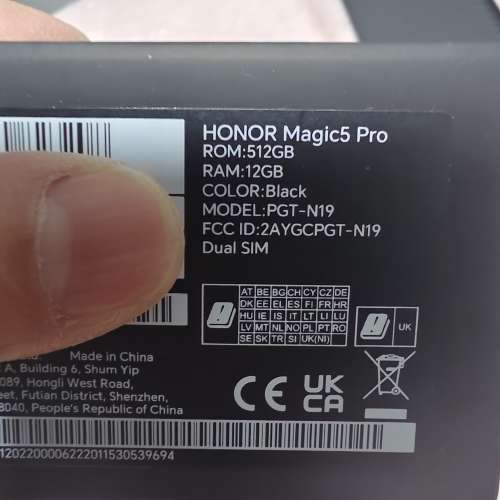 HONOR Magic5 Pro
ROM:512GB
RAM:12GB
COLOR:Black
MODEL:PGT-N19
FCC ID:2AYGCPGT-N19
Dual SIM
AT BE BG CH CY CZ DE
DK EE EL ES FI FR HR
HU IE IS IT LT LI LU
LV MT NL NO PL PT RO
SE SK TR SI UK(NI)
UK
Made in China
A, Building 6, Shum Yip
089, Hongli West Road,
eet, Futian District, Shenzhen,
8040, People's Republic of China
CE UK
CA
12022000062220115305396​94